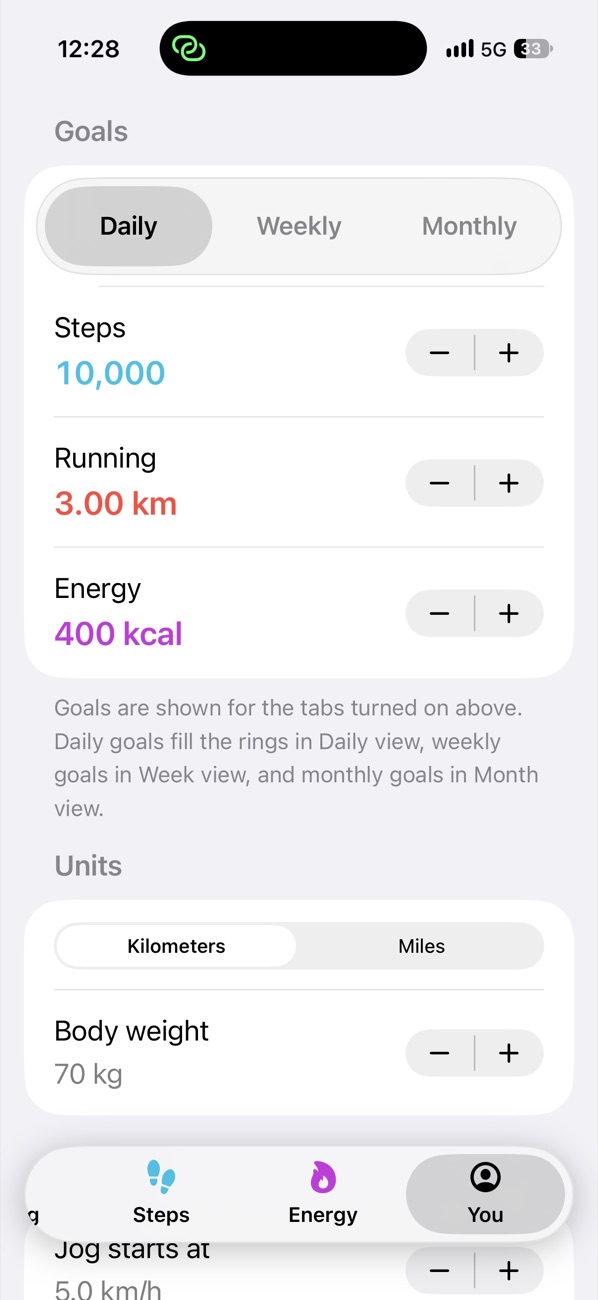 12:28
5G
33
Goals
Daily
Weekly
Monthly
Steps
10,000
Running
3.00 km
Energy
400 kcal
Goals are shown for the tabs turned on above.
Daily goals fill the rings in Daily view, weekly
goals in Week view, and monthly goals in Month
view.
Units
Kilometers
Miles
Body weight
70 kg
g
Steps
Energy
You
Jog starts at
5.0 km/h